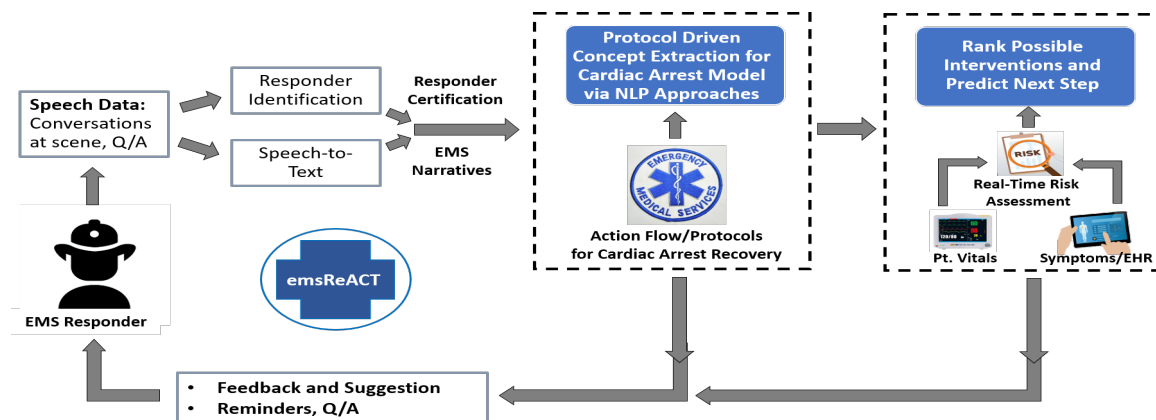 Speech Data:
Conversations
at scene, Q/A
Responder
Identification
Speech-to-
Text
Responder
Certification
EMS
Narratives
Protocol Driven
Concept Extraction for
Cardiac Arrest Model
via NLP Approaches
EMERGENCY
MEDICAL SERVICES
Action Flow/Protocols
for Cardiac Arrest Recovery
Rank Possible
Interventions and
Predict Next Step
RISK
Real-Time Risk
Assessment
120/80
Pt. Vitals
Symptoms/EHR
emsReACT
EMS Responder
• Feedback and Suggestion
• Reminders, Q/A